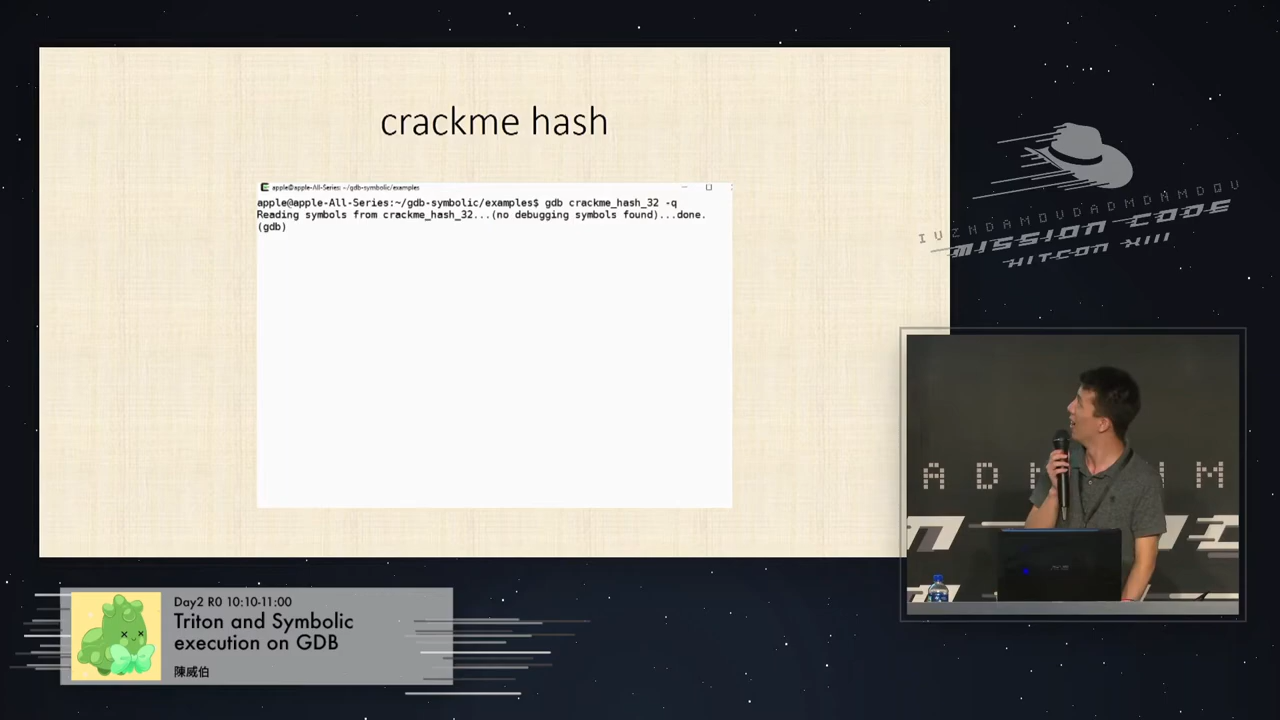 crackme hash
apple@apple-All-Series: ~/gdb-symbolic/examples
apple@apple-All-Series:~/gdb-symbolic/examples$ gdb crackme_hash_32 -q
Reading symbols from crackme_hash_32...(no debugging symbols found)...done.
(gdb)
IVZNDAMOVDADMDNMDQV
MISSION CODE
HITCON XIII
AD
M
Day2 R0 10:10-11:00
Triton and Symbolic
execution on GDB
陳威伯